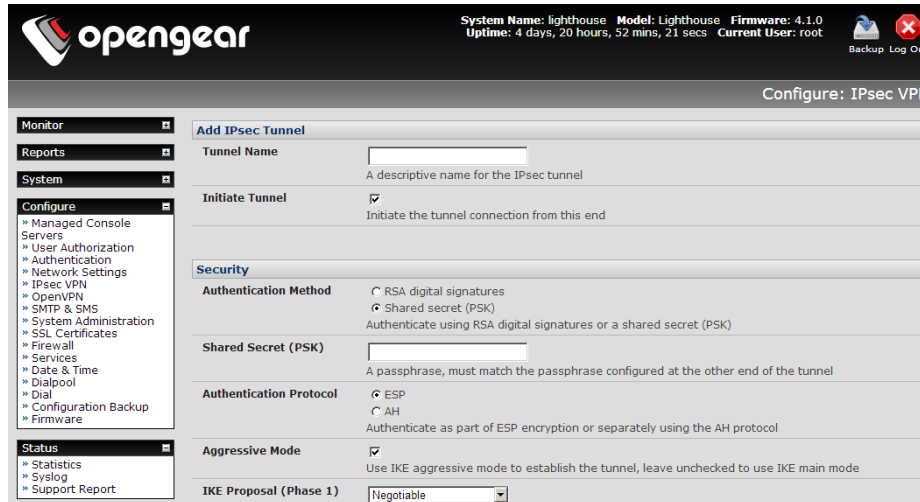 opengear
System Name: lighthouse Model: Lighthouse Firmware: 4.1.0
Uptime: 4 days, 20 hours, 52 mins, 21 secs Current User: root
Backup Log O
Configure: IPsec VP
Monitor
Reports
System
Configure
» Managed Console
Servers
» User Authorization
» Authentication
» Network Settings
» IPsec VPN
» OpenVPN
» SMTP & SMS
» System Administration
» SSL Certificates
» Firewall
» Services
» Date & Time
» Dialpool
» Dial
» Configuration Backup
» Firmware
Status
» Statistics
» Syslog
» Support Report
Add IPsec Tunnel
Tunnel Name
A descriptive name for the IPsec tunnel
Initiate Tunnel
Initiate the tunnel connection from this end
Security
Authentication Method
RSA digital signatures
Shared secret (PSK)
Authenticate using RSA digital signatures or a shared secret (PSK)
Shared Secret (PSK)
A passphrase, must match the passphrase configured at the other end of the tunnel
Authentication Protocol
ESP
AH
Authenticate as part of ESP encryption or separately using the AH protocol
Aggressive Mode
Use IKE aggressive mode to establish the tunnel, leave unchecked to use IKE main mode
IKE Proposal (Phase 1)
Negotiable